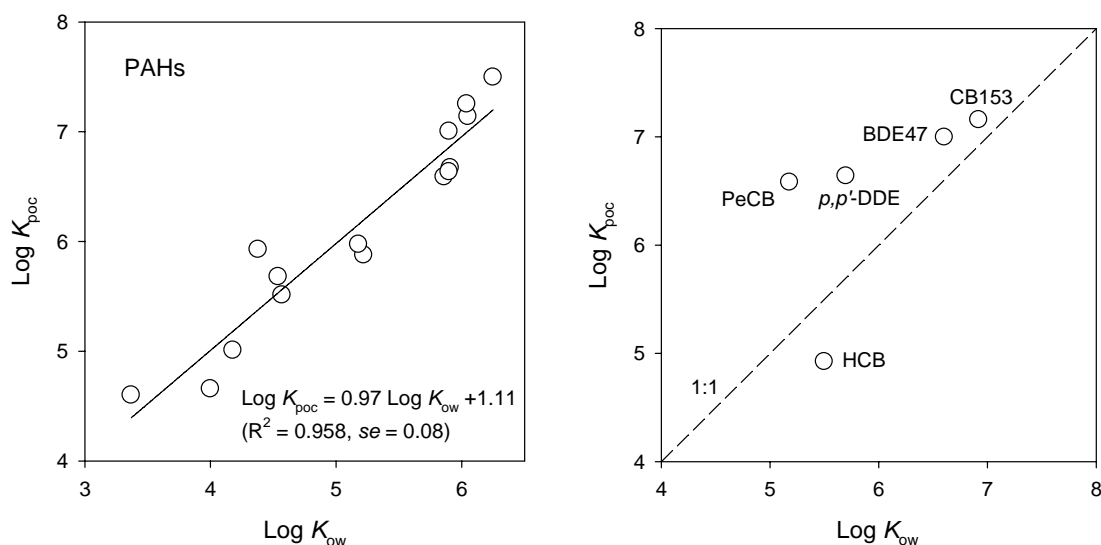 8
7
6
5
4
Log Kpoc
PAHs
Log Kpoc = 0.97 Log Kow +1.11
(R² = 0.958, se = 0.08)
3
4
5
6
Log Kow
8
7
6
5
4
Log Kpoc
CB153
BDE47
PeCB
p,p'-DDE
HCB
1:1
4
5
6
7
8
Log Kow